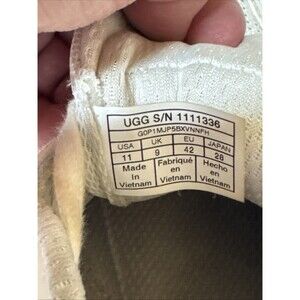 UGG S/N 1111336
G0P1MJP5BXVNNFH
USA UK EU JAPAN
11 9 42 28
Made Fabriqué Hecho
In en en
Vietnam Vietnam Vietnam